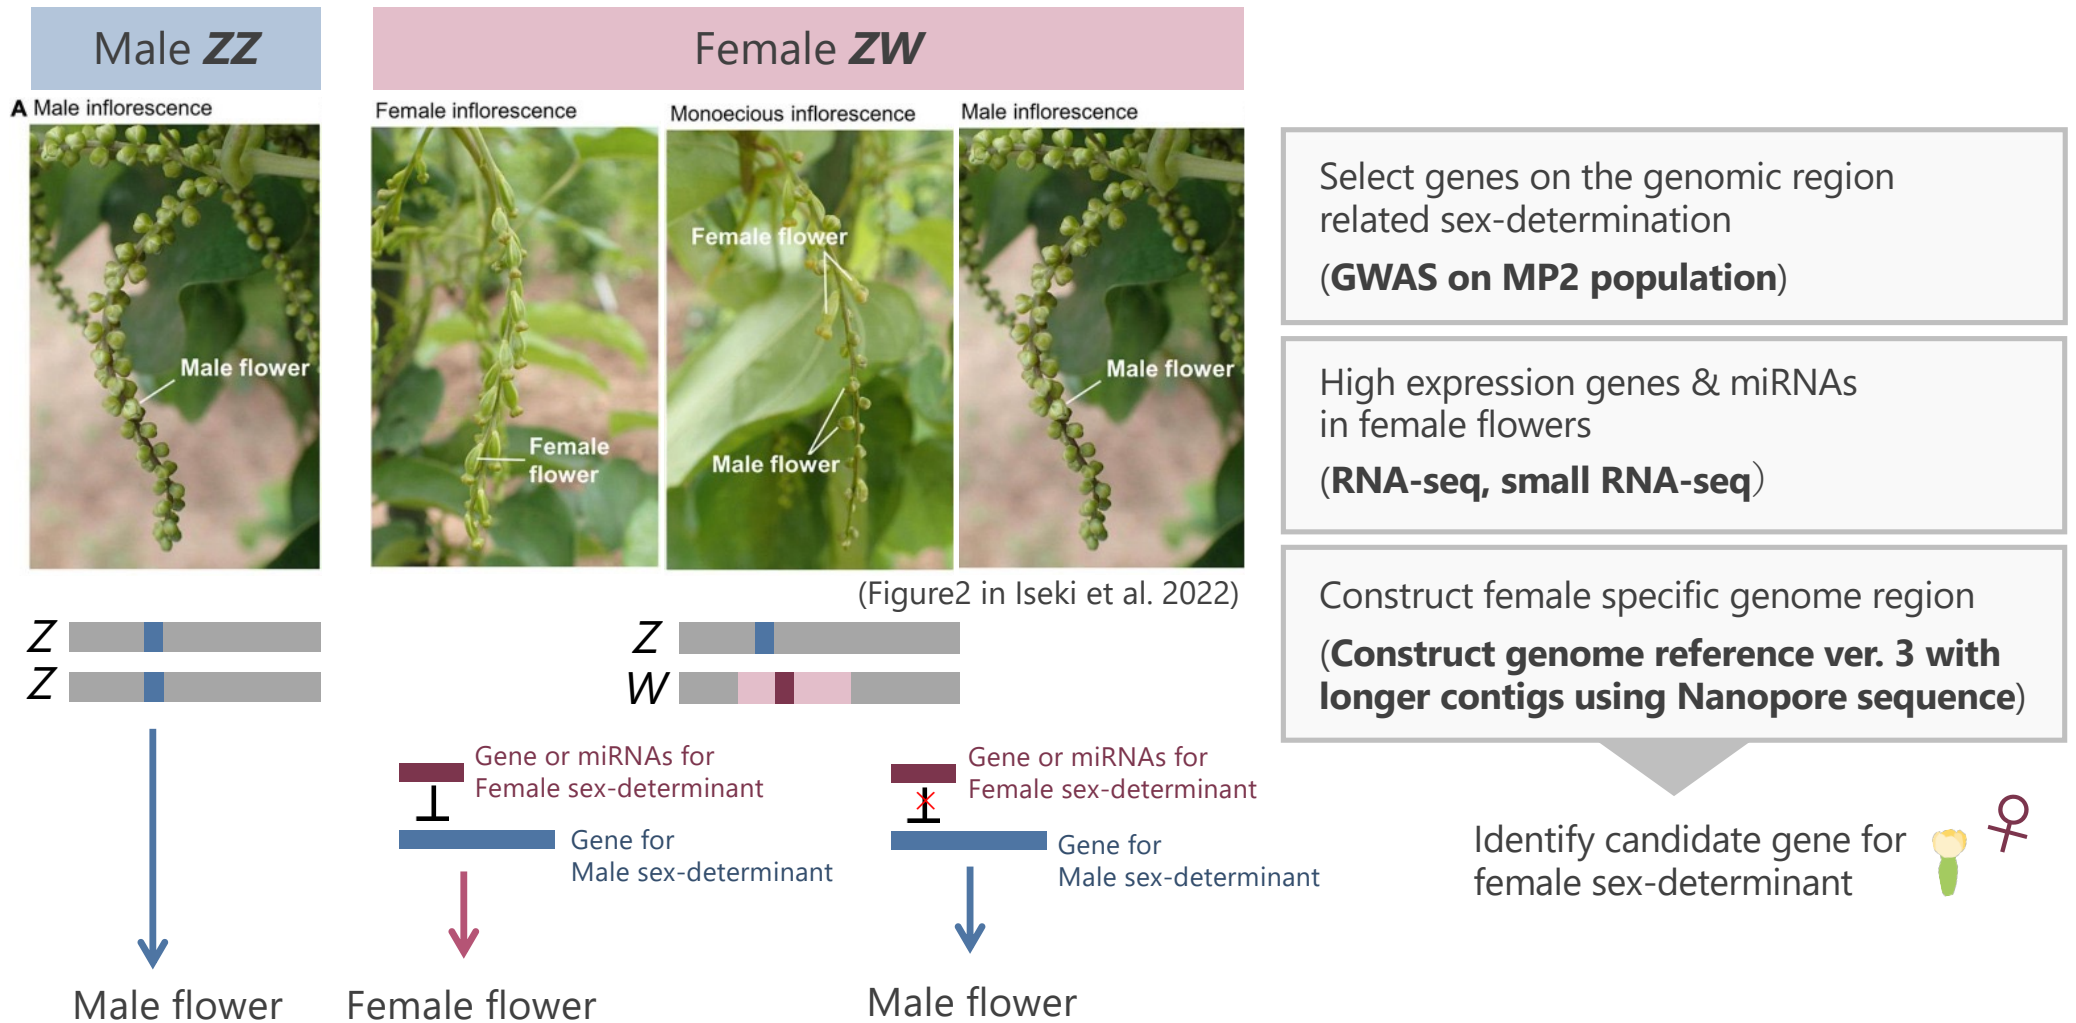 Male ZZ
Female ZW
A Male inflorescence
Male flower
Female inflorescence
Female
flower
Monoecious inflorescence
Female flower
Male flower
Male inflorescence
Male flower
(Figure2 in Iseki et al. 2022)
Z
Z
Z
W
Gene or miRNAs for
Female sex-determinant
Gene for
Male sex-determinant
Gene or miRNAs for
Female sex-determinant
Gene for
Male sex-determinant
Male flower
Female flower
Male flower
Select genes on the genomic region
related sex-determination
(GWAS on MP2 population)
High expression genes & miRNAs
in female flowers
(RNA-seq, small RNA-seq）
Construct female specific genome region
(Construct genome reference ver. 3 with
longer contigs using Nanopore sequence)
Identify candidate gene for
female sex-determinant